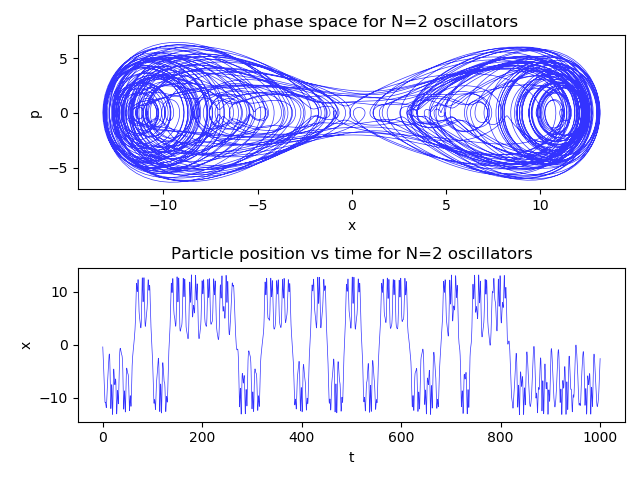 Particle phase space for N=2 oscillators
5
0
−5
p
−10
−5
0
5
10
x
Particle position vs time for N=2 oscillators
10
0
−10
x
0
200
400
600
800
1000
t